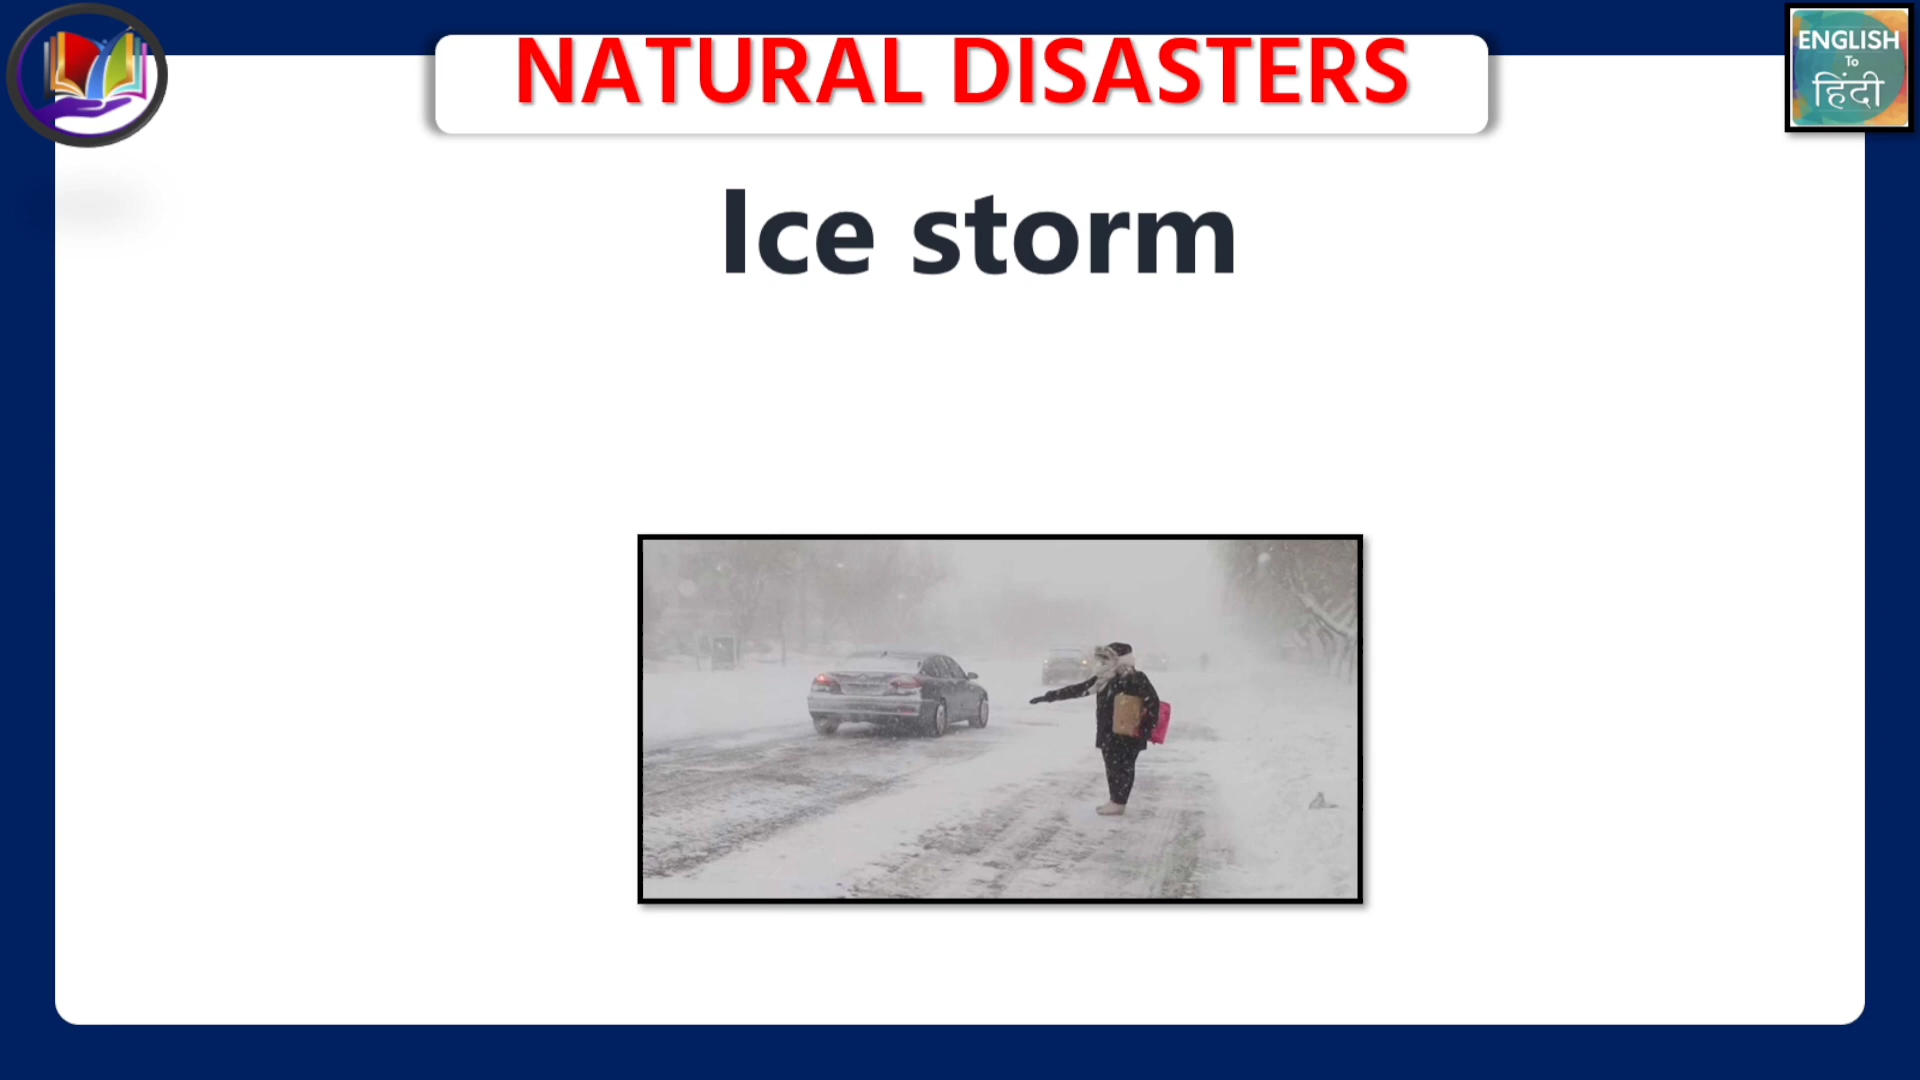 NATURAL DISASTERS
ENGLISH
To
हिंदी
Ice storm